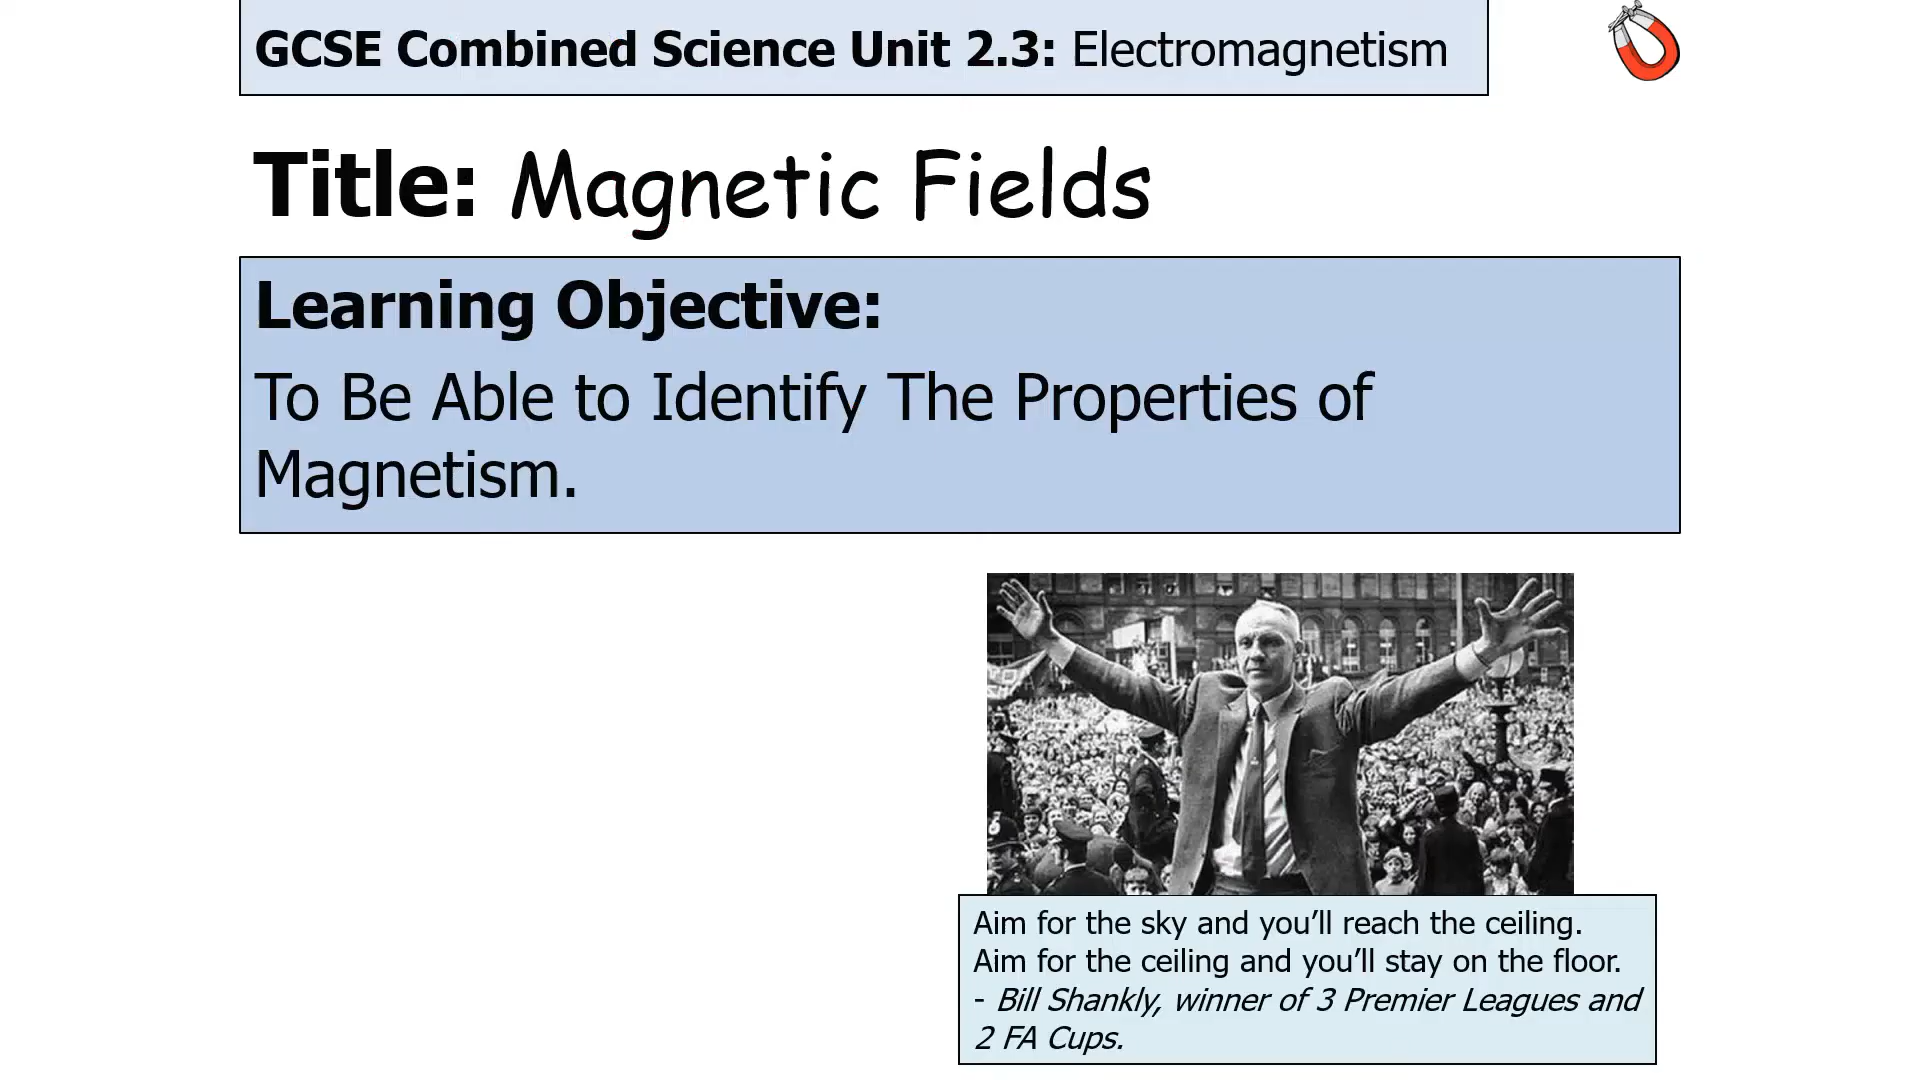 GCSE Combined Science Unit 2.3: Electromagnetism
Title: Magnetic Fields
Learning Objective:
To Be Able to Identify The Properties of
Magnetism.
Aim for the sky and you’ll reach the ceiling.
Aim for the ceiling and you’ll stay on the floor.
- Bill Shankly, winner of 3 Premier Leagues and
2 FA Cups.